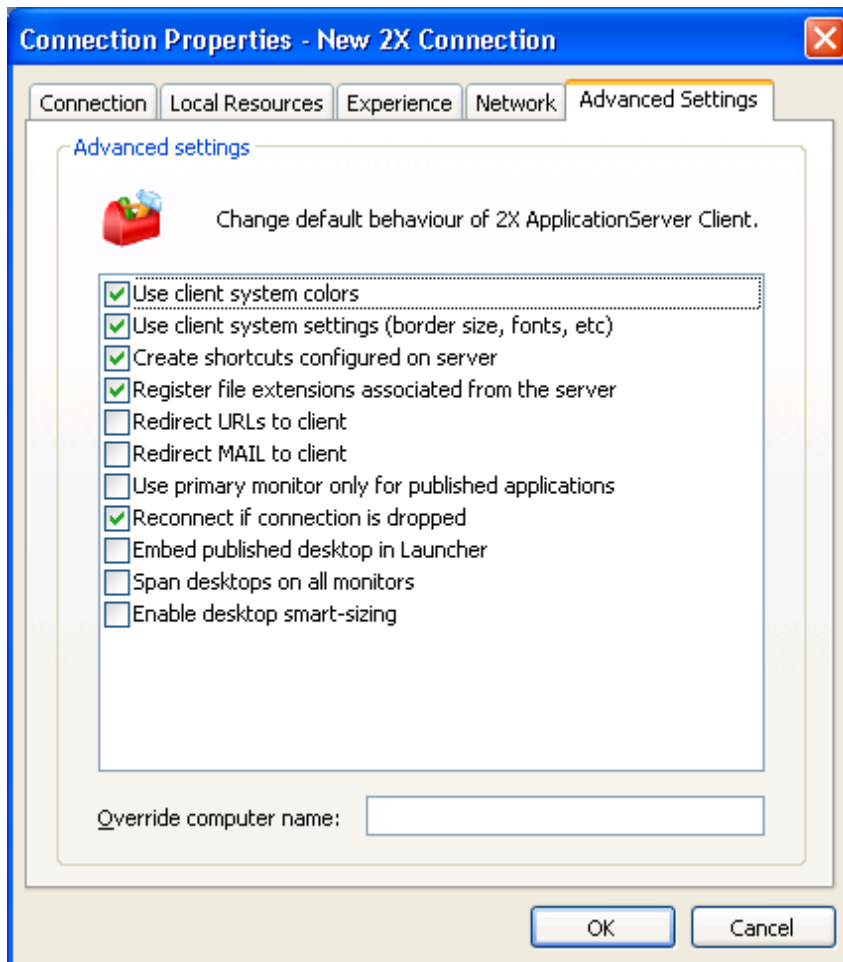 Connection Properties - New 2X Connection
Connection Local Resources Experience Network Advanced Settings
Advanced settings
Change default behaviour of 2X ApplicationServer Client.
Use client system colors
Use client system settings (border size, fonts, etc)
Create shortcuts configured on server
Register file extensions associated from the server
Redirect URLs to client
Redirect MAIL to client
Use primary monitor only for published applications
Reconnect if connection is dropped
Embed published desktop in Launcher
Span desktops on all monitors
Enable desktop smart-sizing
Override computer name:
OK Cancel